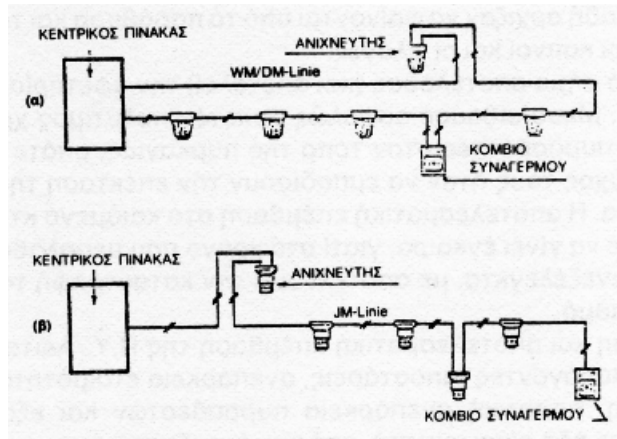 ΚΕΝΤΡΙΚΟΣ ΠΙΝΑΚΑΣ
ΑΝΙΧΝΕΥΤΗΣ
WM/DM-Linie
(α)
ΚΟΜΒΙΟ
ΣΥΝΑΓΕΡΜΟΥ
ΚΕΝΤΡΙΚΟΣ ΠΙΝΑΚΑΣ
ΑΝΙΧΝΕΥΤΗΣ
JM-Linie
(β)
ΚΟΜΒΙΟ ΣΥΝΑΓΕΡΜΟΥ